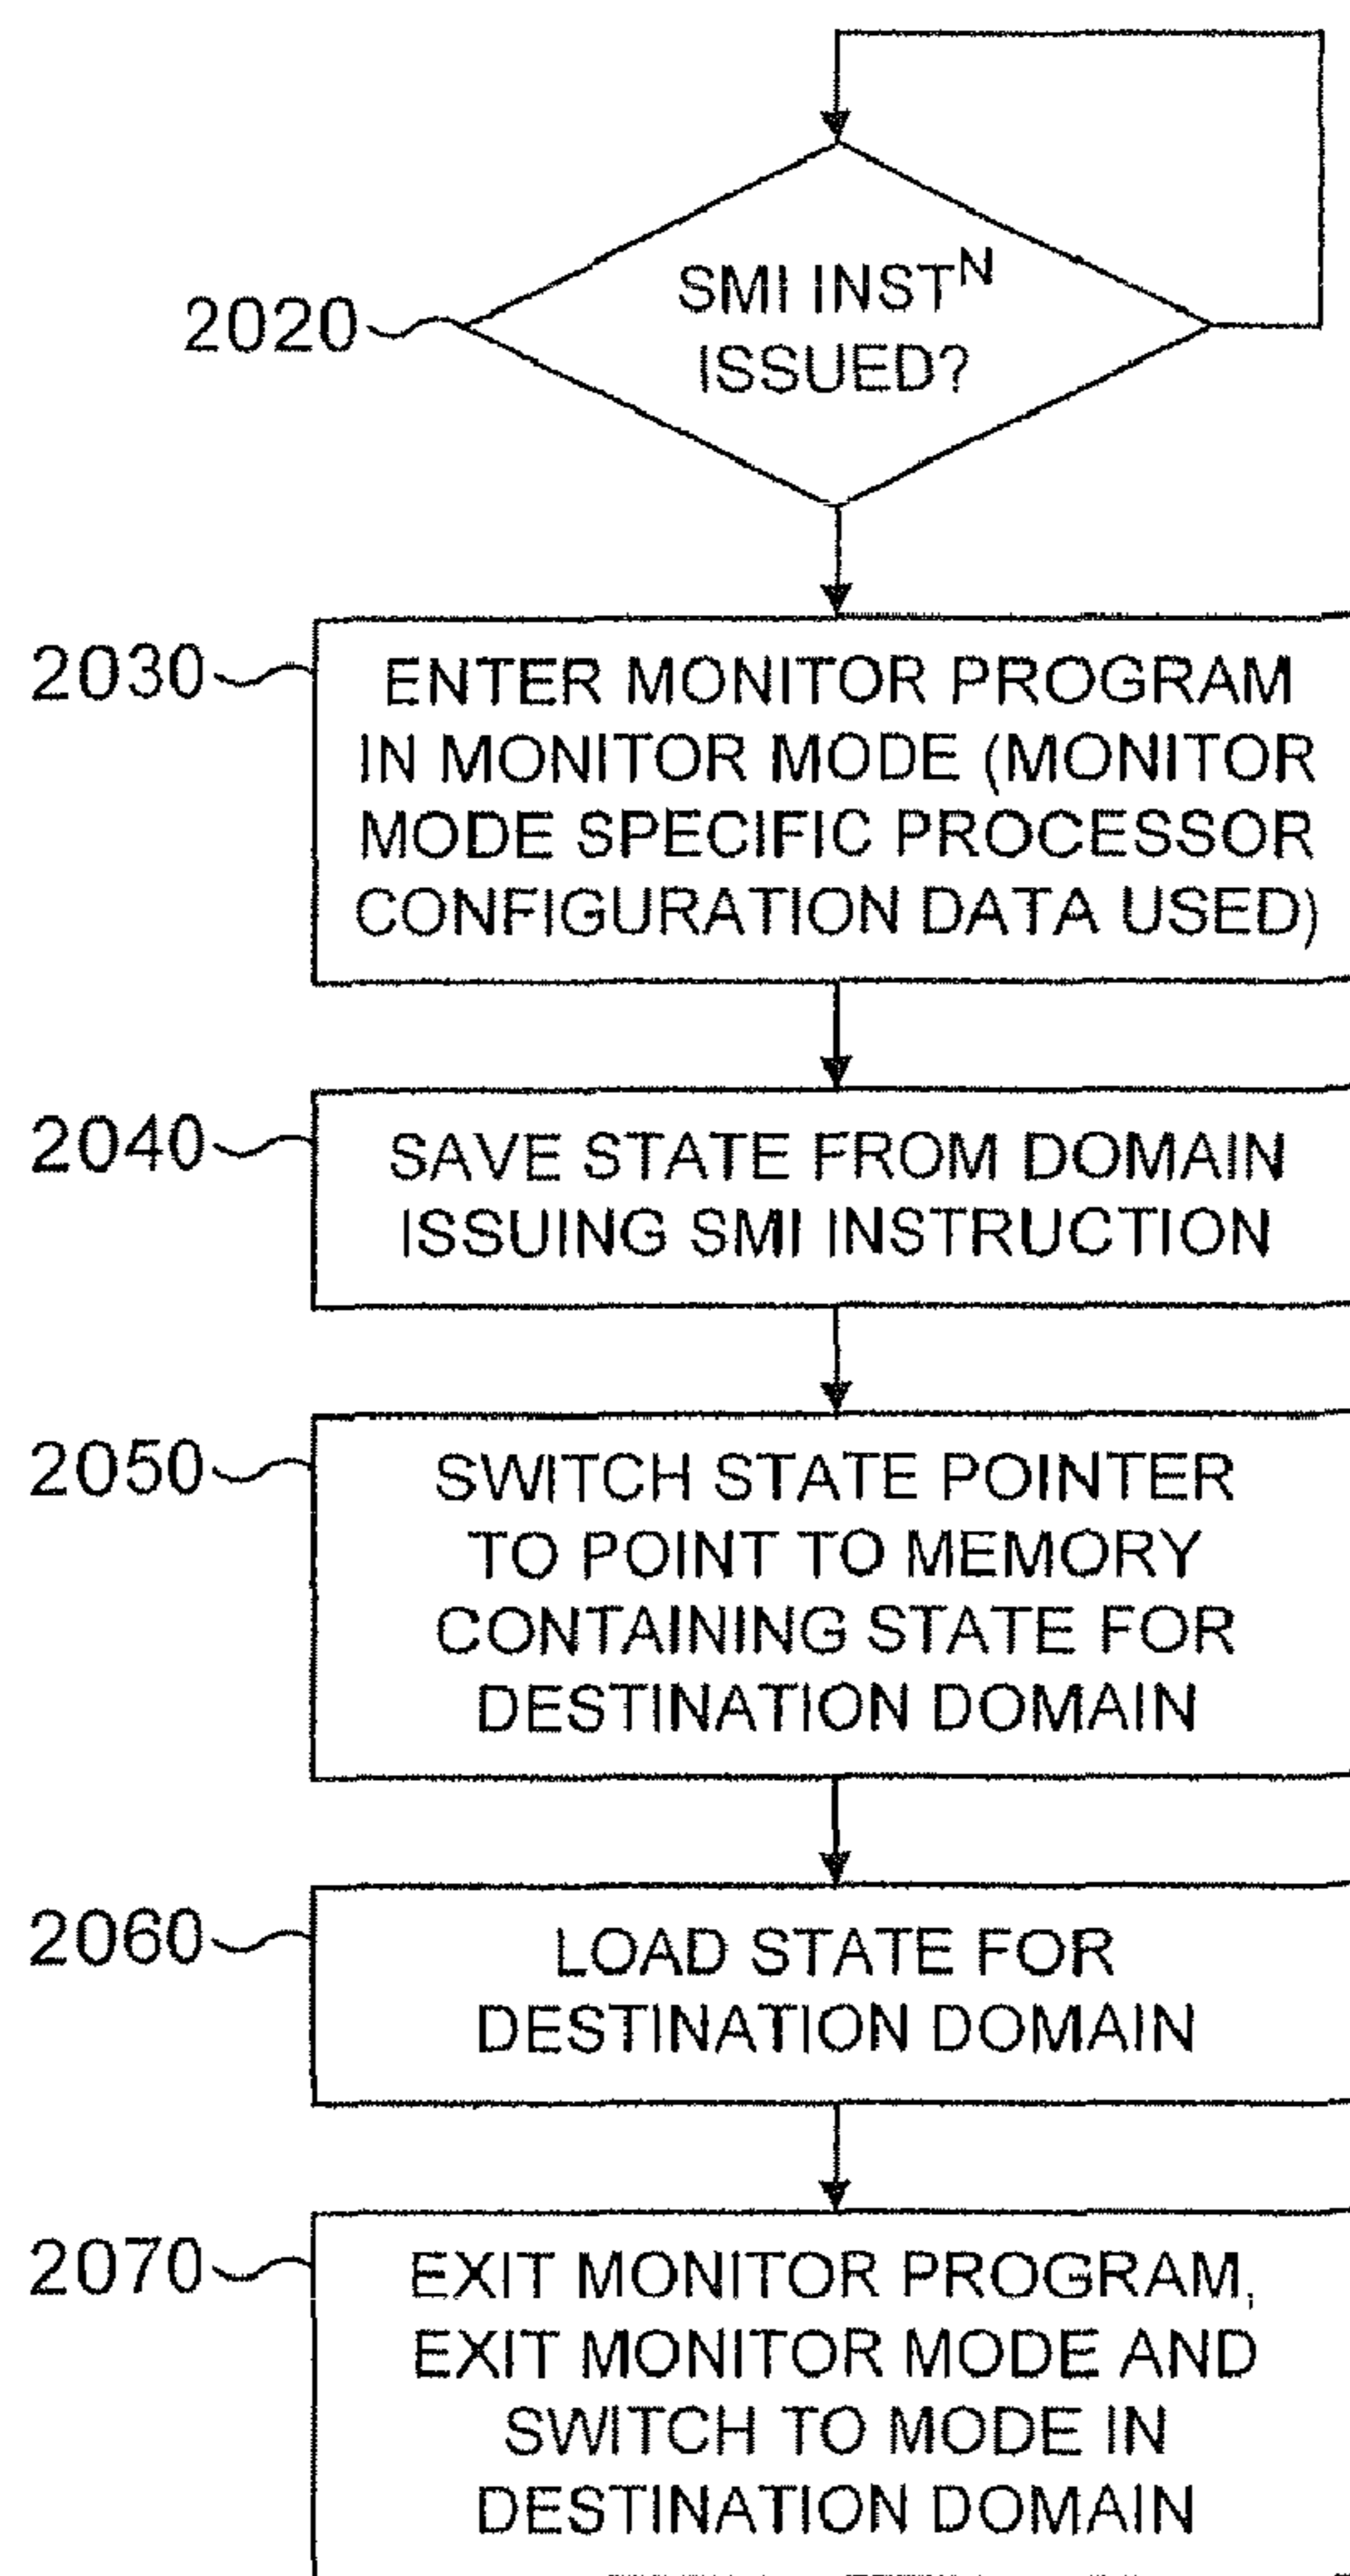 SMI INSTᴺ
ISSUED?
2020
2030
ENTER MONITOR PROGRAM
IN MONITOR MODE (MONITOR
MODE SPECIFIC PROCESSOR
CONFIGURATION DATA USED)
2040
SAVE STATE FROM DOMAIN
ISSUING SMI INSTRUCTION
2050
SWITCH STATE POINTER
TO POINT TO MEMORY
CONTAINING STATE FOR
DESTINATION DOMAIN
2060
LOAD STATE FOR
DESTINATION DOMAIN
2070
EXIT MONITOR PROGRAM,
EXIT MONITOR MODE AND
SWITCH TO MODE IN
DESTINATION DOMAIN